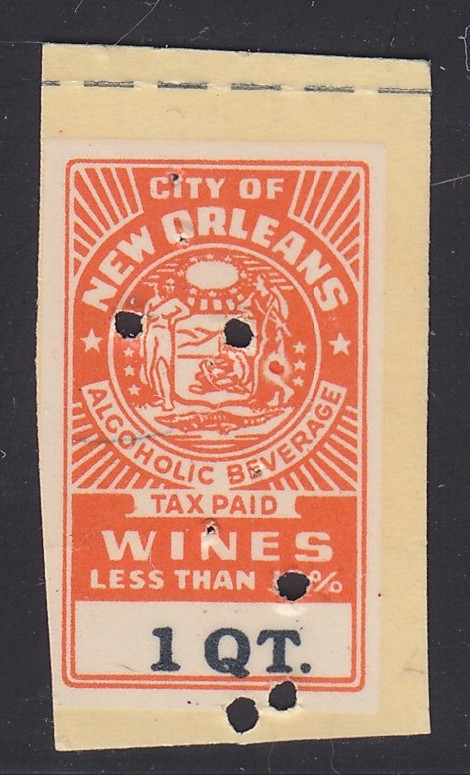 CITY OF
NEW ORLEANS
ALCOHOLIC BEVERAGE
TAX PAID
WINES
LESS THAN %
1 QT.